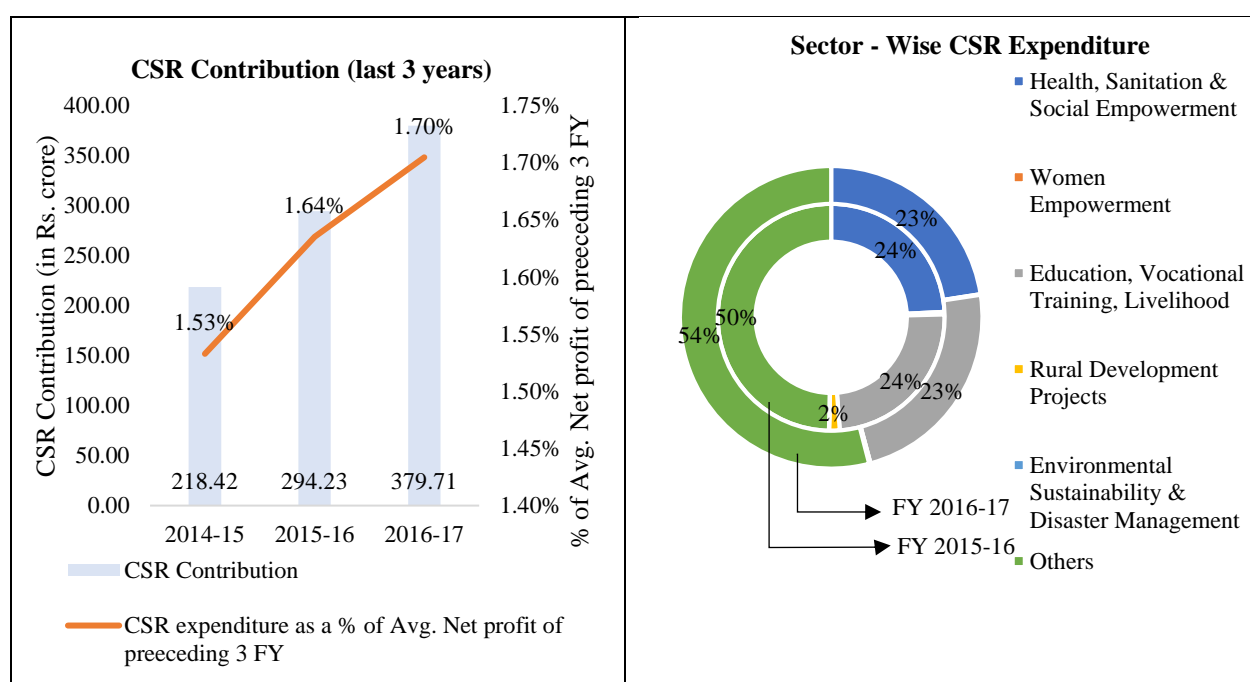 CSR Contribution (last 3 years)
CSR Contribution (in Rs. crore)
400.00
350.00
300.00
250.00
200.00
150.00
100.00
50.00
0.00
1.53%
1.64%
1.70%
218.42
294.23
379.71
2014-15
2015-16
2016-17
1.75%
1.70%
1.65%
1.60%
1.55%
1.50%
1.45%
1.40%
% of Avg. Net profit of preceeding 3 FY
CSR Contribution
CSR expenditure as a % of Avg. Net profit of
preeceding 3 FY
Sector - Wise CSR Expenditure
23%
24%
50%
54%
24%
23%
2%
FY 2016-17
FY 2015-16
Health, Sanitation &
Social Empowerment
Women
Empowerment
Education, Vocational
Training, Livelihood
Rural Development
Projects
Environmental
Sustainability &
Disaster Management
Others